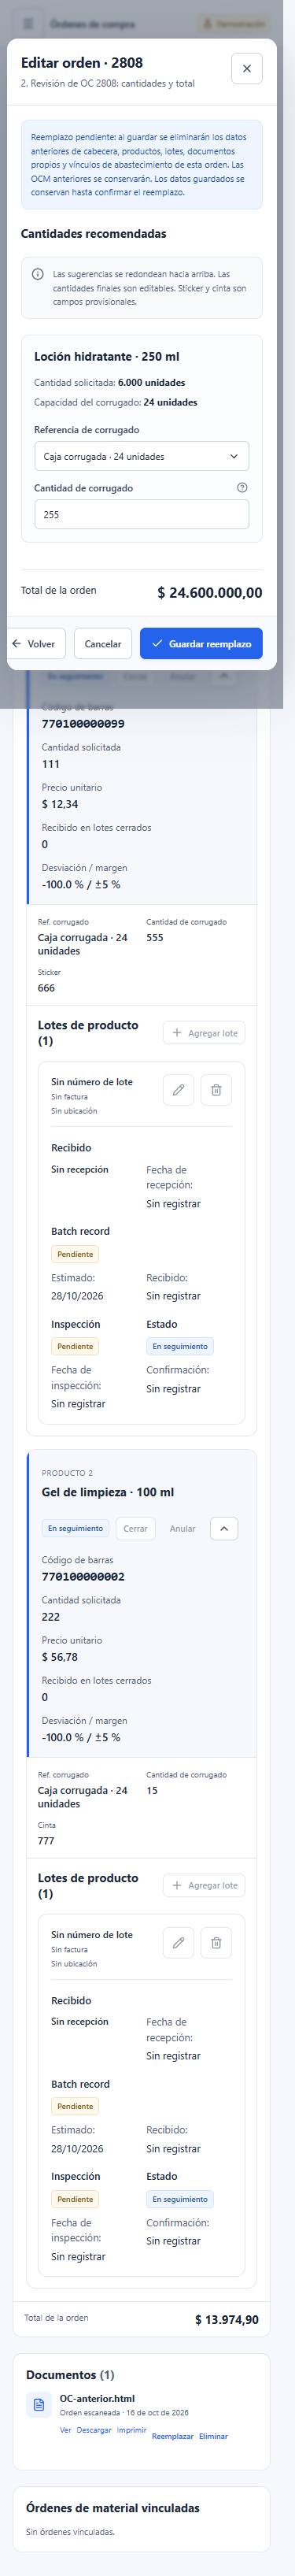 Órdenes de compra
Demostración
Editar orden · 2808
2. Revisión de OC 2808: cantidades y total
Reemplazo pendiente: al guardar se eliminarán los datos
anteriores de cabecera, productos, lotes, documentos
propios y vínculos de abastecimiento de esta orden. Las
OCM anteriores se conservarán. Los datos guardados se
conservan hasta confirmar el reemplazo.
Cantidades recomendadas
Las sugerencias se redondean hacia arriba. Las
cantidades finales son editables. Sticker y cinta son
campos provisionales.
Loción hidratante · 250 ml
Cantidad solicitada: 6.000 unidades
Capacidad del corrugado: 24 unidades
Referencia de corrugado
Caja corrugada · 24 unidades
Cantidad de corrugado
255
Total de la orden $ 24.600.000,00
Volver Cancelar Guardar reemplazo
En seguimiento Cerrar Anular
Código de barras
770100000099
Cantidad solicitada
111
Precio unitario
$ 12,34
Recibido en lotes cerrados
0
Desviación / margen
-100.0 % / ±5 %
Ref. corrugado Cantidad de corrugado
Caja corrugada · 24 555
unidades
Sticker
666
Lotes de producto
(1)
Agregar lote
Sin número de lote
Sin factura
Sin ubicación
Recibido
Sin recepción Fecha de
recepción:
Sin registrar
Batch record
Pendiente
Estimado: Recibido:
28/10/2026 Sin registrar
Inspección Estado
Pendiente En seguimiento
Fecha de Confirmación:
inspección: Sin registrar
Sin registrar
PRODUCTO 2
Gel de limpieza · 100 ml
En seguimiento Cerrar Anular
Código de barras
770100000002
Cantidad solicitada
222
Precio unitario
$ 56,78
Recibido en lotes cerrados
0
Desviación / margen
-100.0 % / ±5 %
Ref. corrugado Cantidad de corrugado
Caja corrugada · 24 15
unidades
Cinta
777
Lotes de producto
(1)
Agregar lote
Sin número de lote
Sin factura
Sin ubicación
Recibido
Sin recepción Fecha de
recepción:
Sin registrar
Batch record
Pendiente
Estimado: Recibido:
28/10/2026 Sin registrar
Inspección Estado
Pendiente En seguimiento
Fecha de Confirmación:
inspección: Sin registrar
Sin registrar
Total de la orden $ 13.974,90
Documentos (1)
OC-anterior.html
Orden escaneada · 16 de oct de 2026
Ver Descargar Imprimir Reemplazar Eliminar
Órdenes de material vinculadas
Sin órdenes vinculadas.